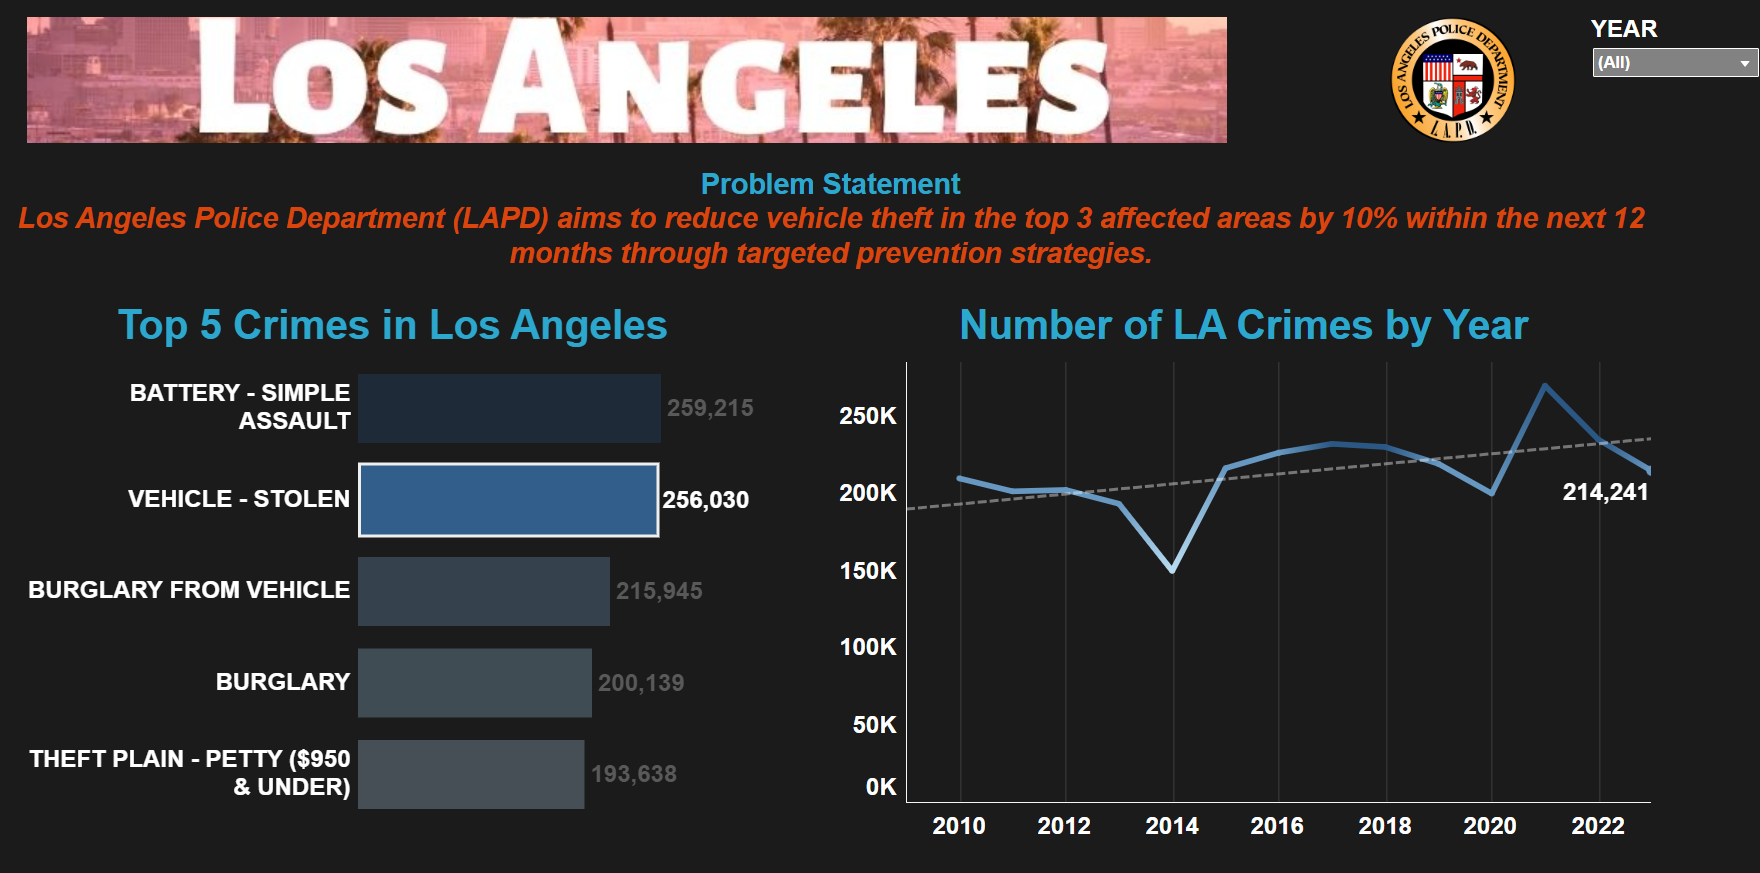 LOS ANGELES
LOS ANGELES POLICE DEPARTMENT
L.A.P.D.
YEAR
(All)
Problem Statement
Los Angeles Police Department (LAPD) aims to reduce vehicle theft in the top 3 affected areas by 10% within the next 12
months through targeted prevention strategies.
Top 5 Crimes in Los Angeles
BATTERY - SIMPLE
ASSAULT
259,215
VEHICLE - STOLEN
256,030
BURGLARY FROM VEHICLE
215,945
BURGLARY
200,139
THEFT PLAIN - PETTY ($950
& UNDER)
193,638
Number of LA Crimes by Year
250K
200K
150K
100K
50K
0K
214,241
2010
2012
2014
2016
2018
2020
2022